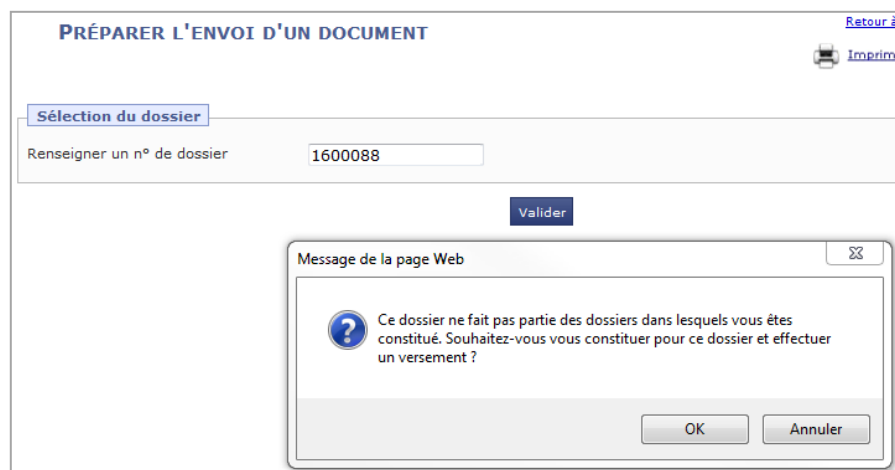 PRÉPARER L'ENVOI D'UN DOCUMENT
Retour à
Imprim
Sélection du dossier
Renseigner un n° de dossier 1600088
Valider
Message de la page Web
Ce dossier ne fait pas partie des dossiers dans lesquels vous êtes
constitué. Souhaitez-vous vous constituer pour ce dossier et effectuer
un versement ?
OK Annuler